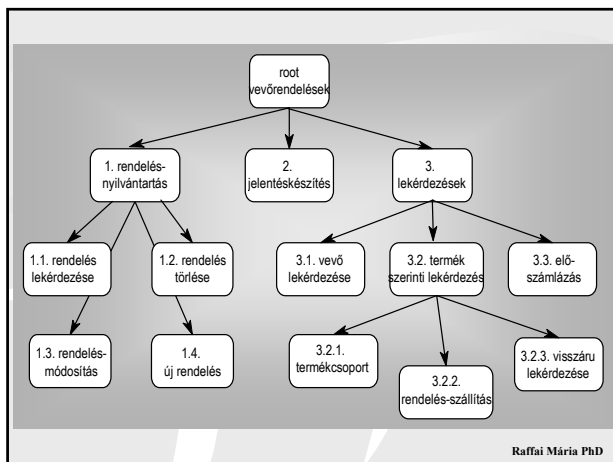 root
vevőrendelések
1. rendelés-
nyilvántartás
2.
jelentéskészítés
3.
lekérdezések
1.1. rendelés
lekérdezése
1.2. rendelés
törlése
3.1. vevő
lekérdezése
3.2. termék
szerinti lekérdezés
3.3. elő-
számlázás
1.3. rendelés-
módosítás
1.4.
új rendelés
3.2.1.
termékcsoport
3.2.2.
rendelés-szállítás
3.2.3. visszáru
lekérdezése
Raffai Mária PhD